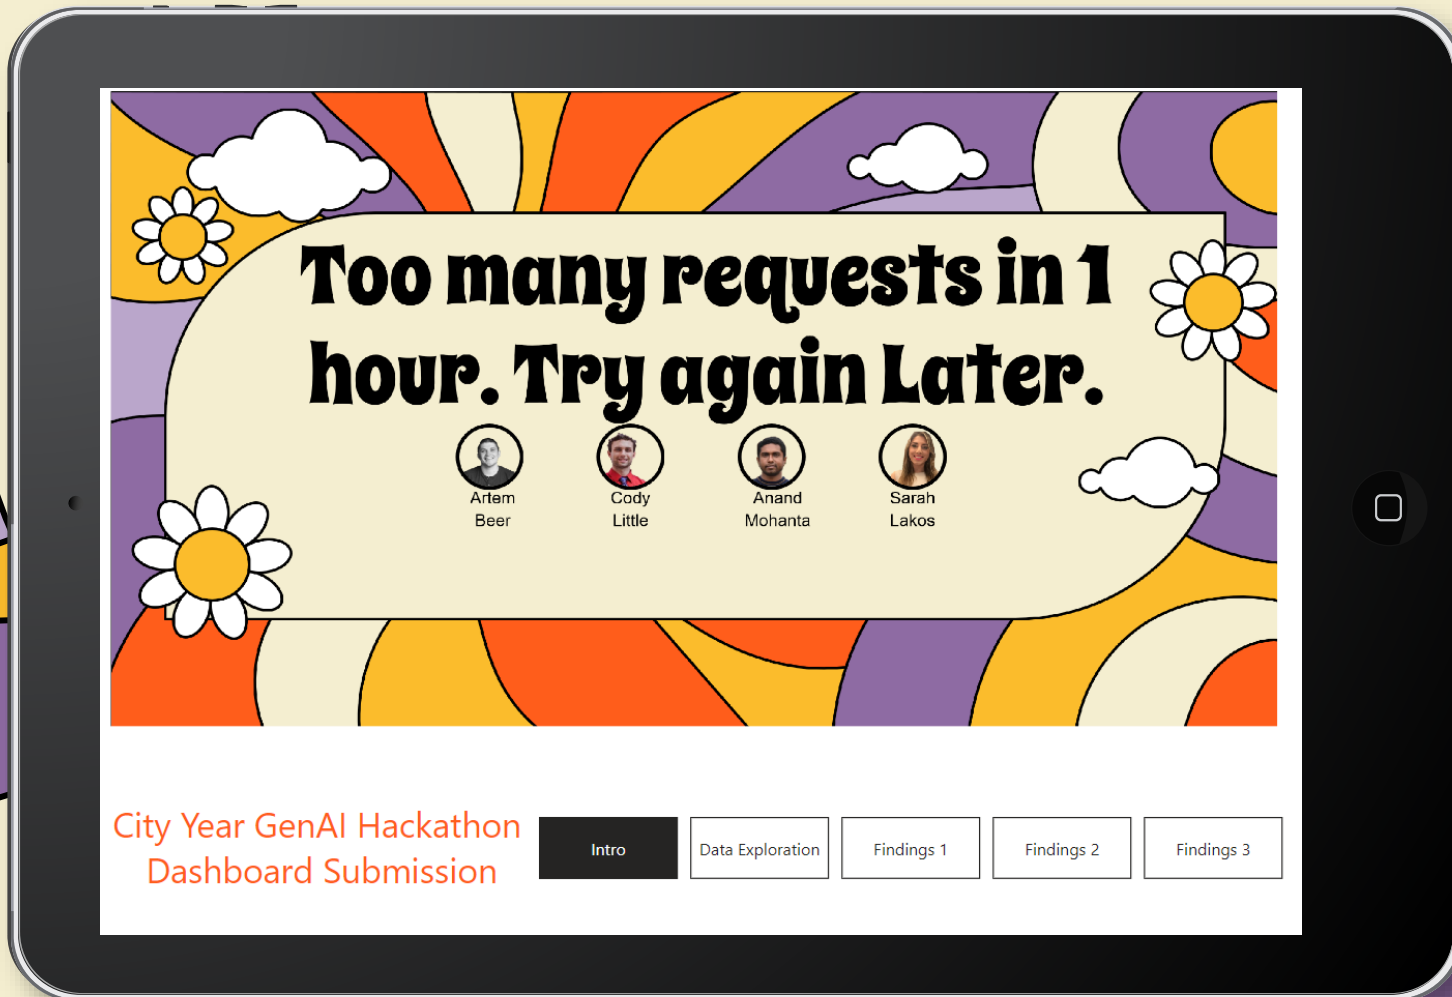 Too many requests in 1
hour. Try again Later.
Artem
Beer
Cody
Little
Anand
Mohanta
Sarah
Lakos
City Year GenAI Hackathon
Dashboard Submission
Intro
Data Exploration
Findings 1
Findings 2
Findings 3